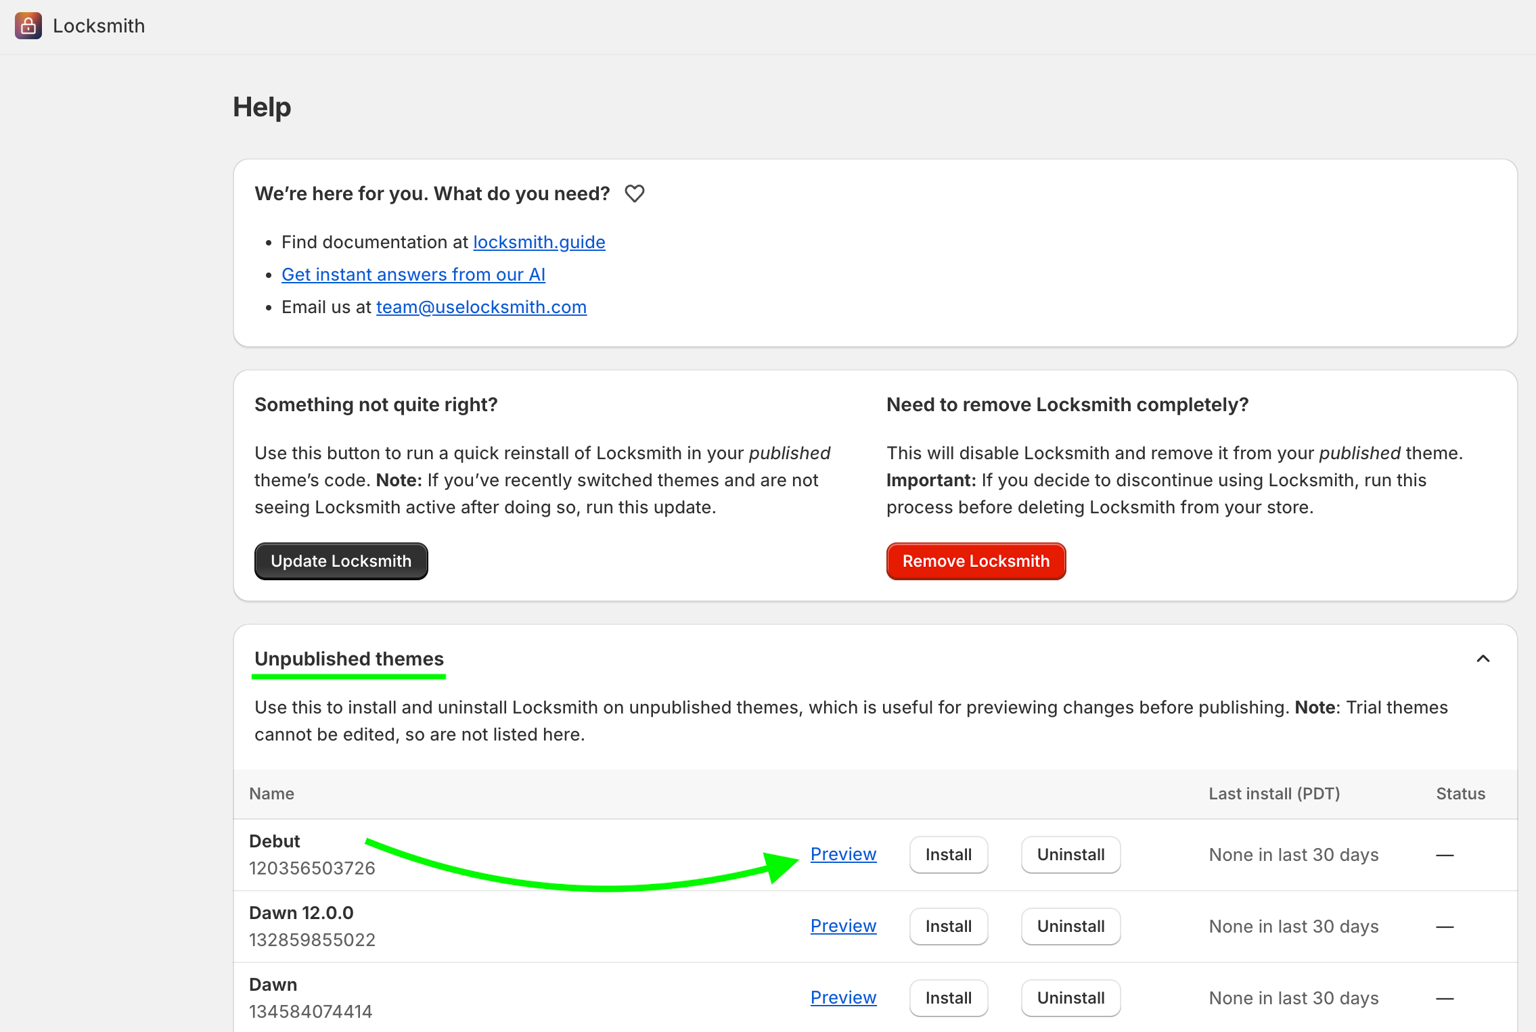 Locksmith
Help
We’re here for you. What do you need?
• Find documentation at locksmith.guide
• Get instant answers from our AI
• Email us at team@uselocksmith.com
Something not quite right?
Use this button to run a quick reinstall of Locksmith in your published
theme’s code. Note: If you’ve recently switched themes and are not
seeing Locksmith active after doing so, run this update.
Update Locksmith
Need to remove Locksmith completely?
This will disable Locksmith and remove it from your published theme.
Important: If you decide to discontinue using Locksmith, run this
process before deleting Locksmith from your store.
Remove Locksmith
Unpublished themes
Use this to install and uninstall Locksmith on unpublished themes, which is useful for previewing changes before publishing. Note: Trial themes
cannot be edited, so are not listed here.
Name Last install (PDT) Status
Debut
120356503726
Preview Install Uninstall None in last 30 days —
Dawn 12.0.0
132859855022
Preview Install Uninstall None in last 30 days —
Dawn
134584074414
Preview Install Uninstall None in last 30 days —